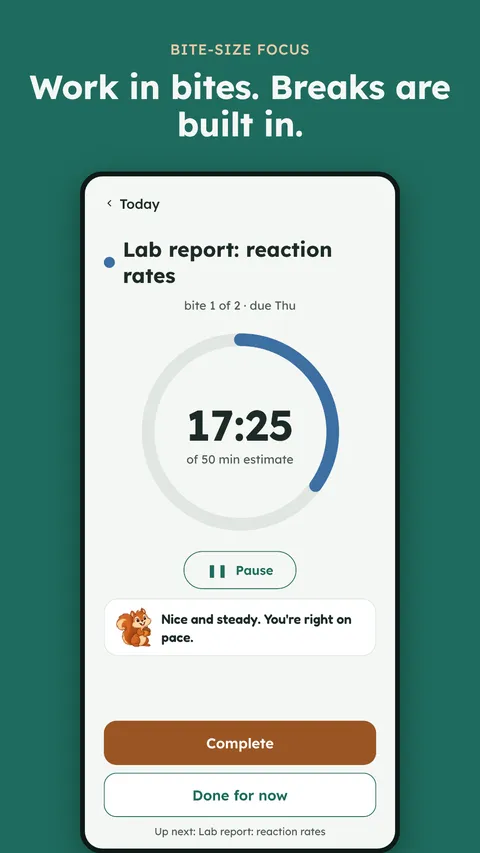 BITE-SIZE FOCUS
Work in bites. Breaks are
built in.
Today
Lab report: reaction
rates
bite 1 of 2 · due Thu
17:25
of 50 min estimate
Pause
Nice and steady. You're right on
pace.
Complete
Done for now
Up next: Lab report: reaction rates